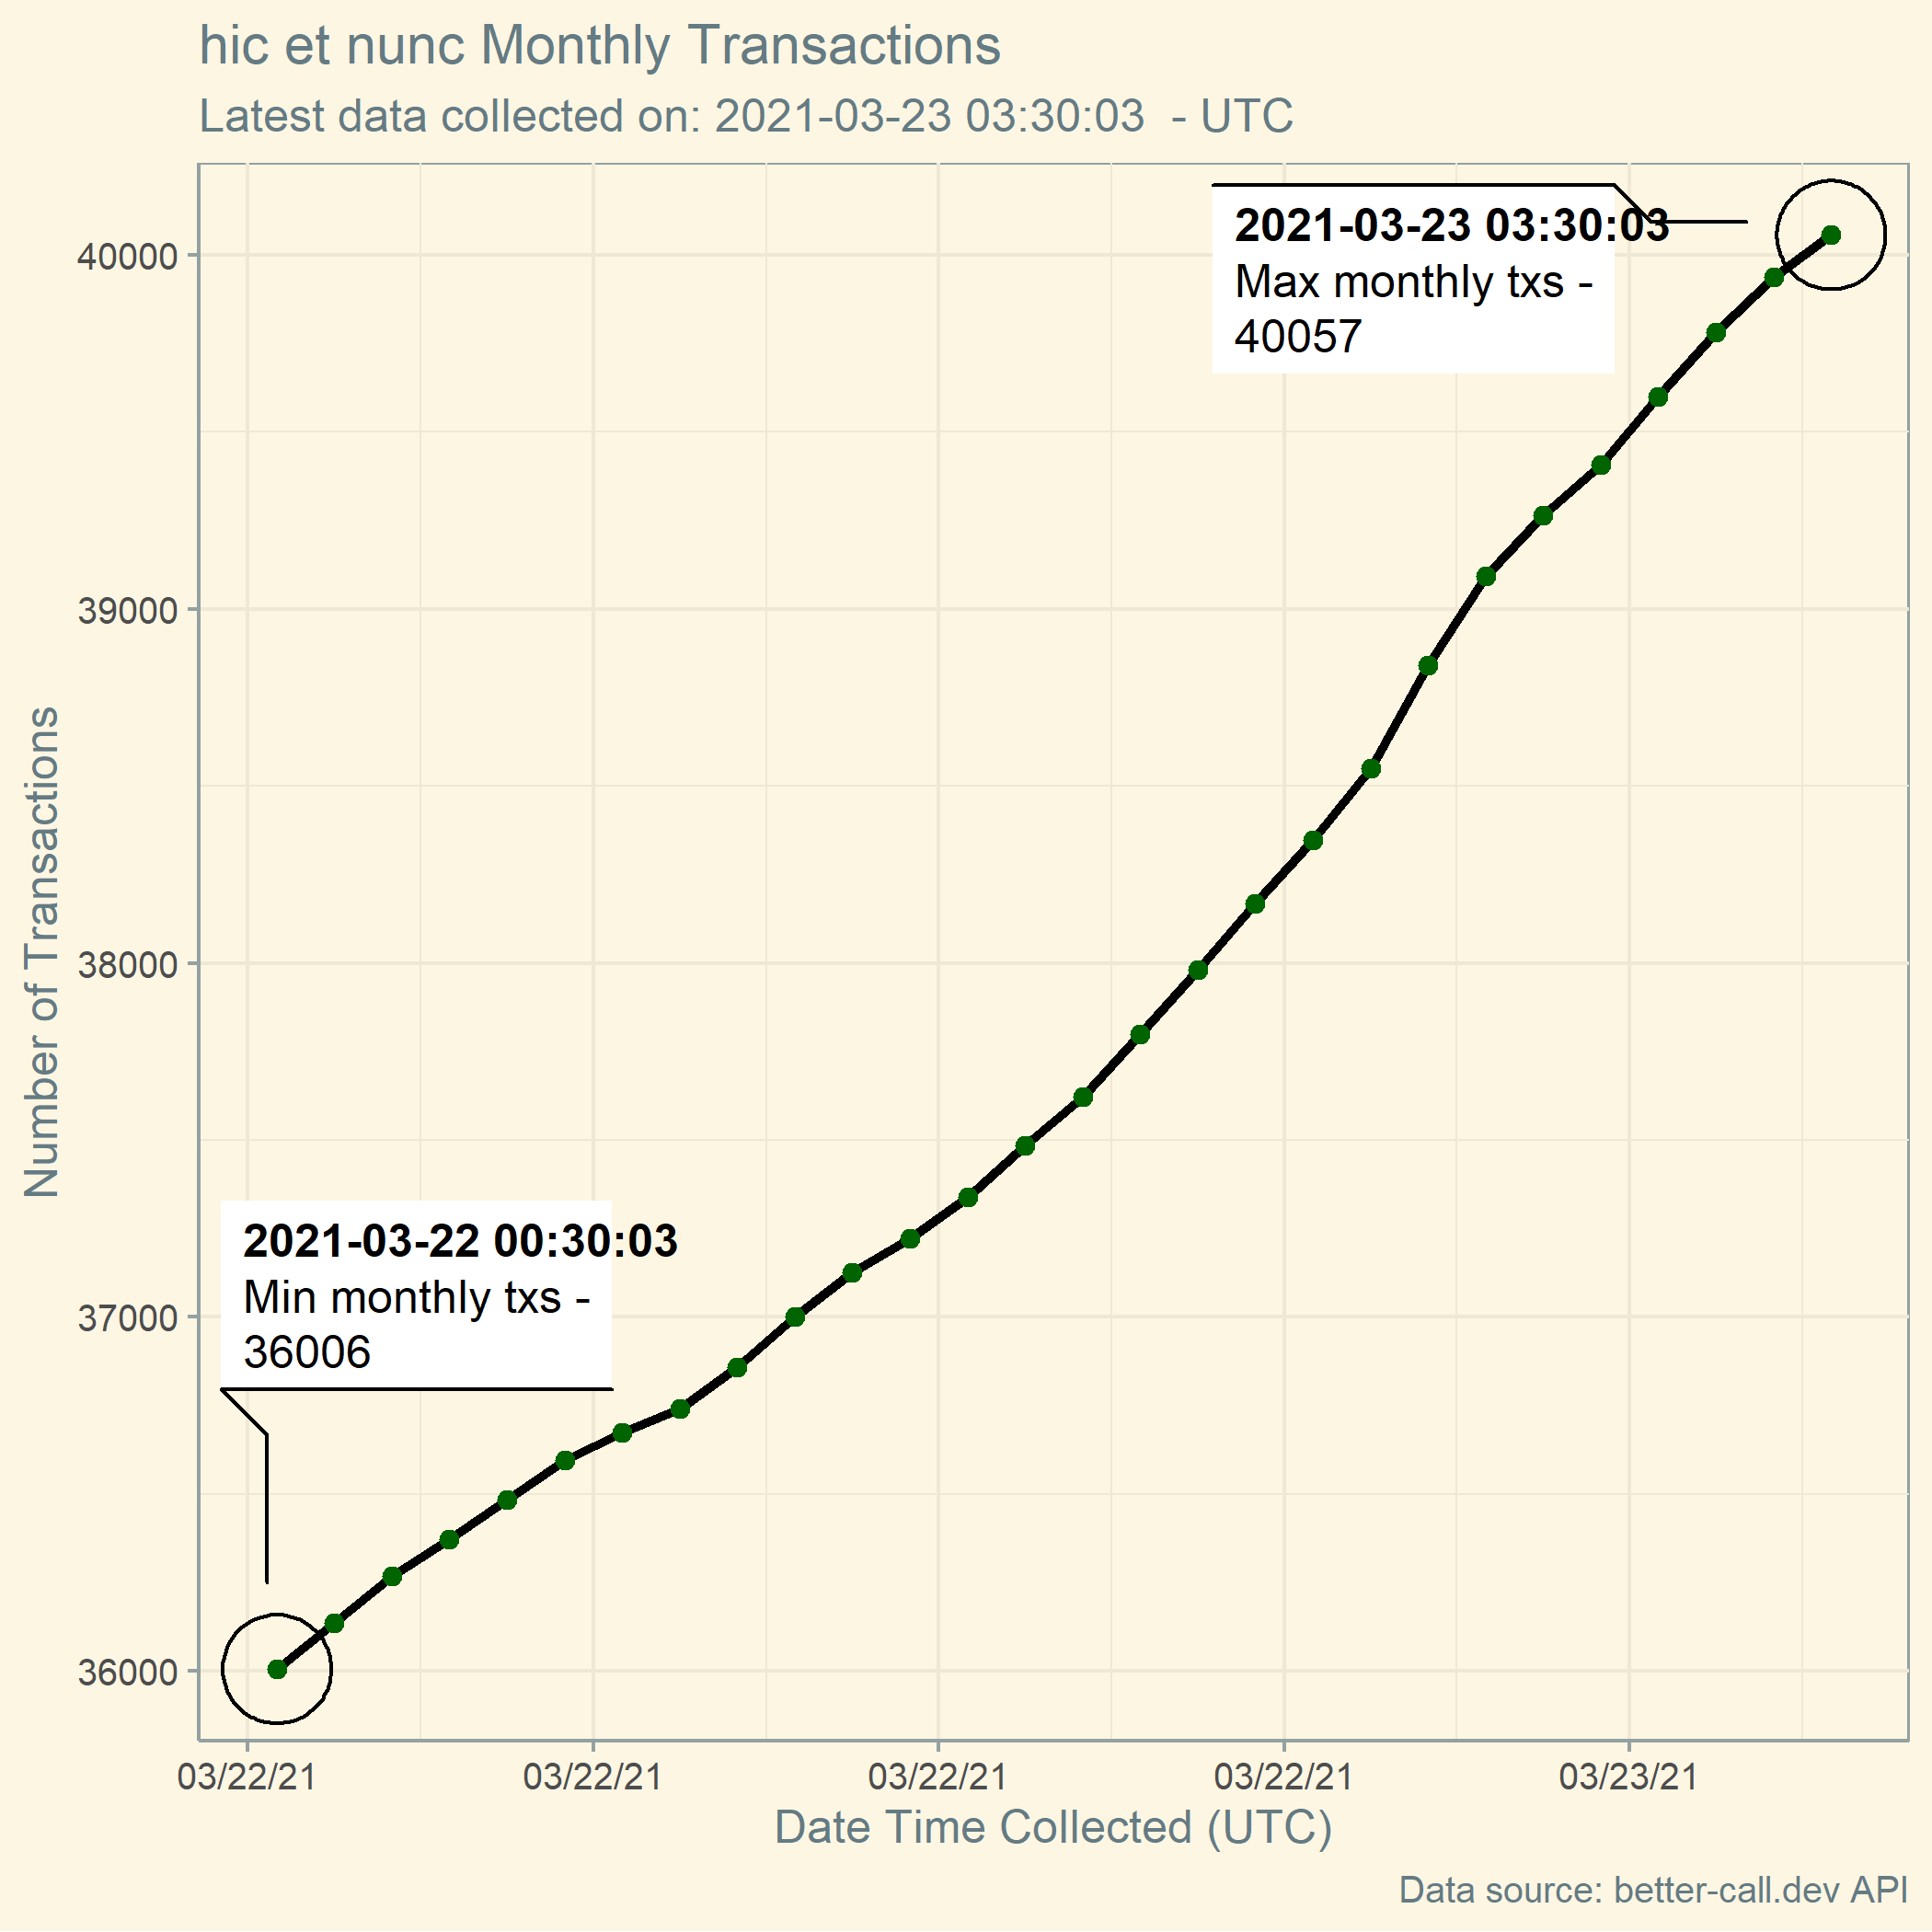 hic et nunc Monthly Transactions
Latest data collected on: 2021-03-23 03:30:03  - UTC
2021-03-23 03:30:03
Max monthly txs -
40057
40000
39000
38000
37000
36000
Number of Transactions
2021-03-22 00:30:03
Min monthly txs -
36006
03/22/21 03/22/21 03/22/21 03/22/21 03/23/21
Date Time Collected (UTC)
Data source: better-call.dev API